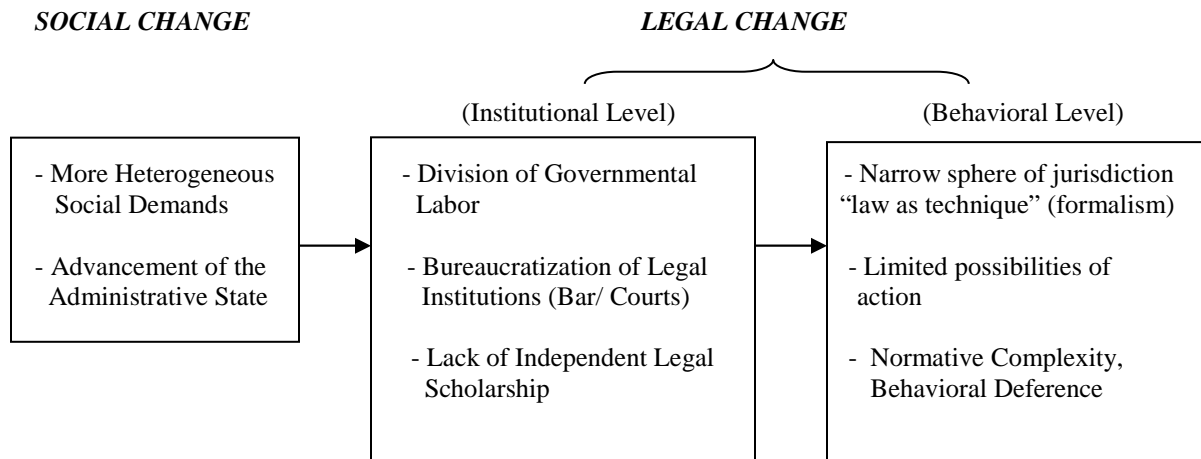 SOCIAL CHANGE
LEGAL CHANGE
(Institutional Level)
(Behavioral Level)
- More Heterogeneous
Social Demands
- Advancement of the
Administrative State
- Division of Governmental
Labor
- Bureaucratization of Legal
Institutions (Bar/ Courts)
- Lack of Independent Legal
Scholarship
- Narrow sphere of jurisdiction
“law as technique” (formalism)
- Limited possibilities of
action
- Normative Complexity,
Behavioral Deference